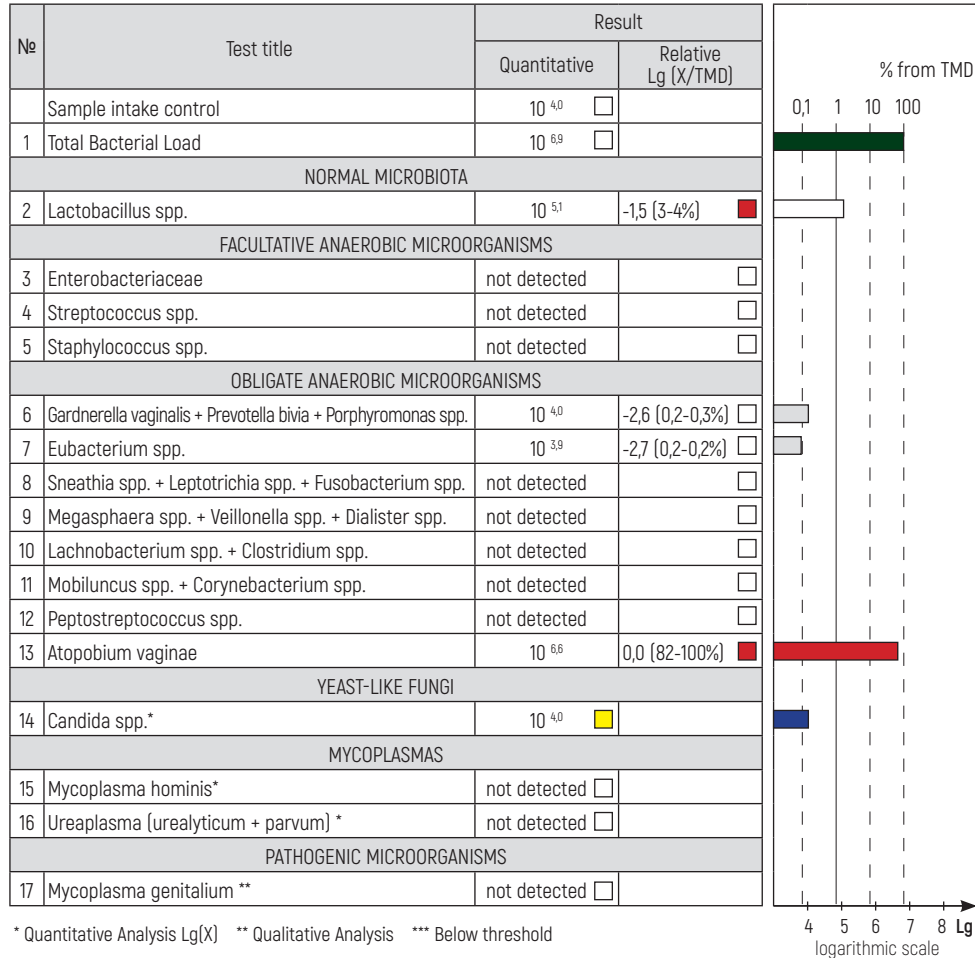 № Test title Result
Quantitative Relative Lg (X/TMD)
% from TMD
0,1 1 10 100
Sample intake control 10 4,0
1 Total Bacterial Load 10 6,9
NORMAL MICROBIOTA
2 Lactobacillus spp. 10 5,1 -1,5 (3-4%)
FACULTATIVE ANAEROBIC MICROORGANISMS
3 Enterobacteriaceae not detected
4 Streptococcus spp. not detected
5 Staphylococcus spp. not detected
OBLIGATE ANAEROBIC MICROORGANISMS
6 Gardnerella vaginalis + Prevotella bivia + Porphyromonas spp. 10 4,0 -2,6 (0,2-0,3%)
7 Eubacterium spp. 10 3,9 -2,7 (0,2-0,2%)
8 Sneathia spp. + Leptotrichia spp. + Fusobacterium spp. not detected
9 Megasphaera spp. + Veillonella spp. + Dialister spp. not detected
10 Lachnobacterium spp. + Clostridium spp. not detected
11 Mobiluncus spp. + Corynebacterium spp. not detected
12 Peptostreptococcus spp. not detected
13 Atopobium vaginae 10 6,6 0,0 (82-100%)
YEAST-LIKE FUNGI
14 Candida spp.* 10 4,0
MYCOPLASMAS
15 Mycoplasma hominis* not detected
16 Ureaplasma (urealyticum + parvum) * not detected
PATHOGENIC MICROORGANISMS
17 Mycoplasma genitalium ** not detected
4 5 6 7 8 Lg
logarithmic scale
* Quantitative Analysis Lg(X) ** Qualitative Analysis *** Below threshold